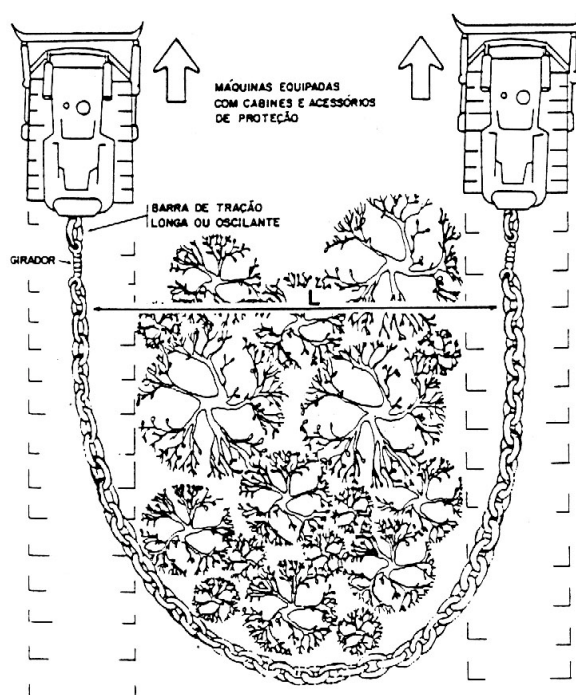 MÁQUINAS EQUIPADAS
COM CABINES E ACESSÓRIOS
DE PROTEÇÃO
BARRA DE TRAÇÃO
LONGA OU OSCILANTE
GIRADOR
L